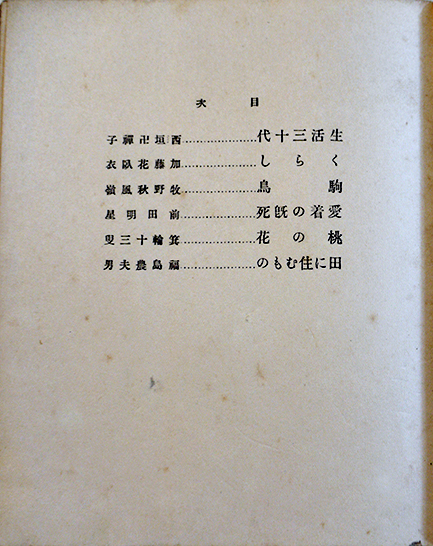 目次
生活三十代……………………西垣卍禪子
くらし……………………加藤花臥衣
駒鳥……………………牧野秋風嶺
愛着の旣死……………………前田明星
桃の花……………………箕輪十三叟
田に住むもの……………………福島農夫男